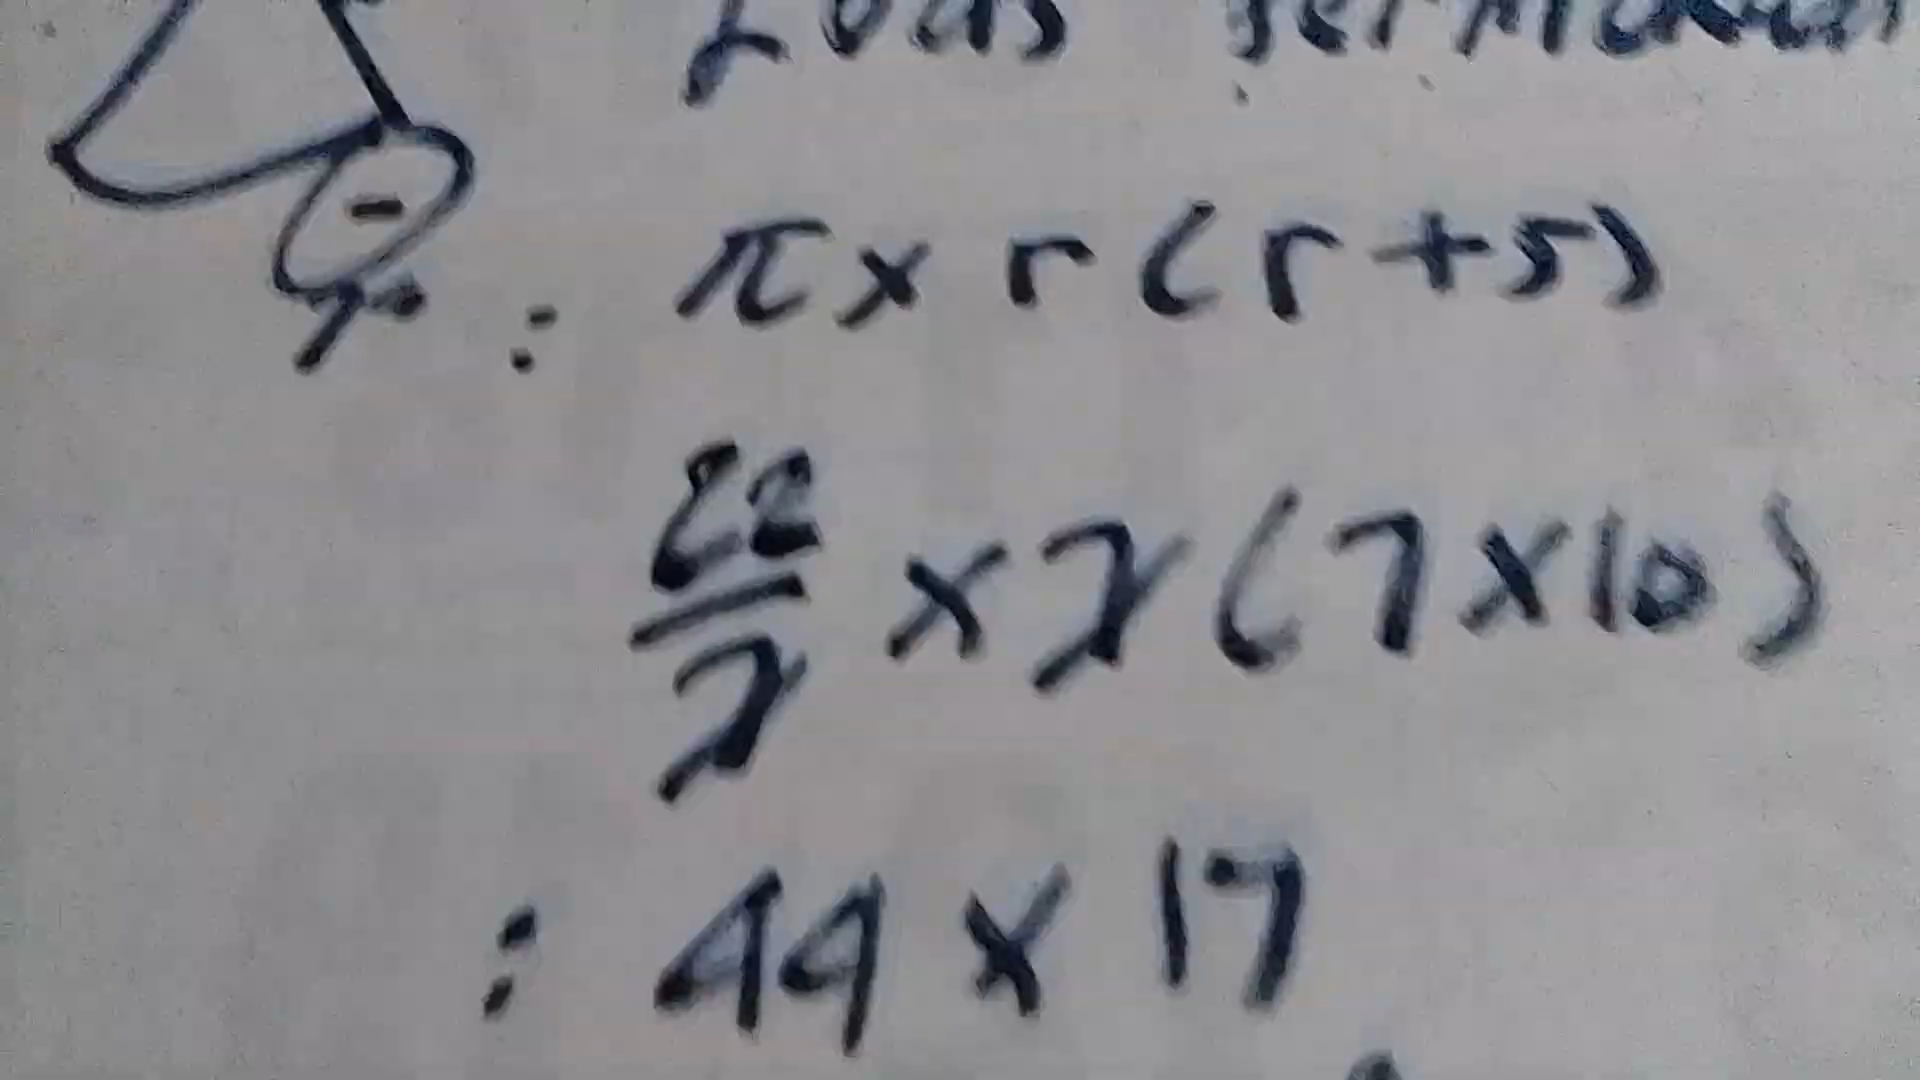 Luas permukaan
π x r (r + s)
22/7 x 7 (7 x 10)
: 44 x 17